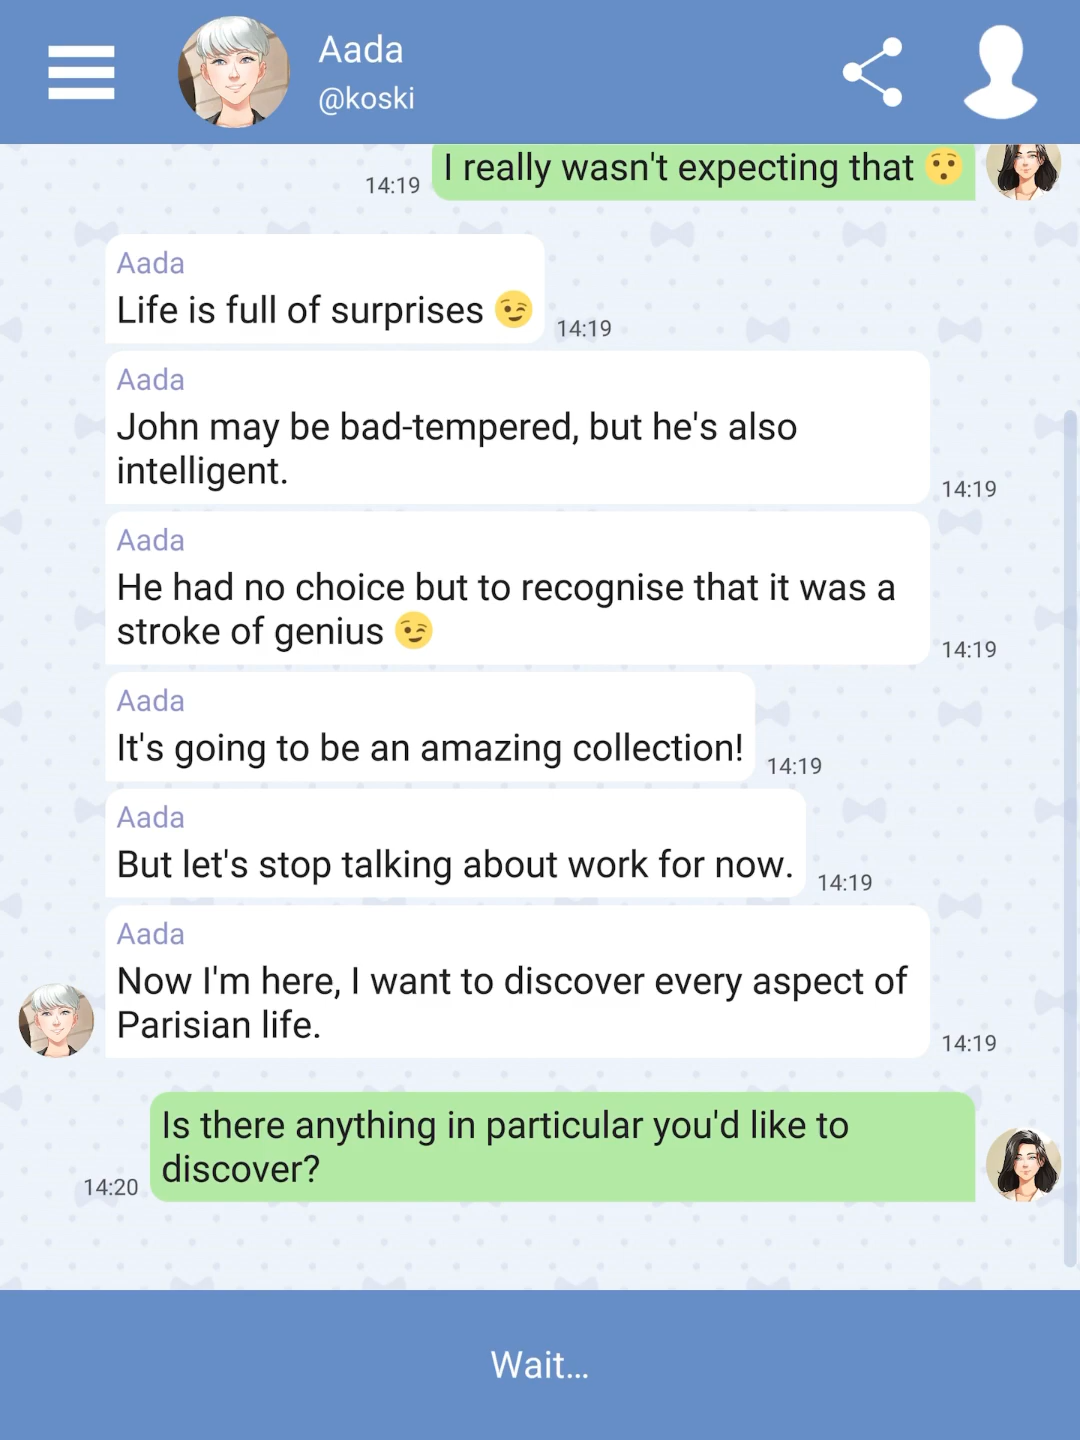 Aada
@koski
I really wasn't expecting that 😯
14:19
Aada
Life is full of surprises 😉
14:19
Aada
John may be bad-tempered, but he's also
intelligent.
14:19
Aada
He had no choice but to recognise that it was a
stroke of genius 😉
14:19
Aada
It's going to be an amazing collection!
14:19
Aada
But let's stop talking about work for now.
14:19
Aada
Now I'm here, I want to discover every aspect of
Parisian life.
14:19
Is there anything in particular you'd like to
discover?
14:20
Wait...